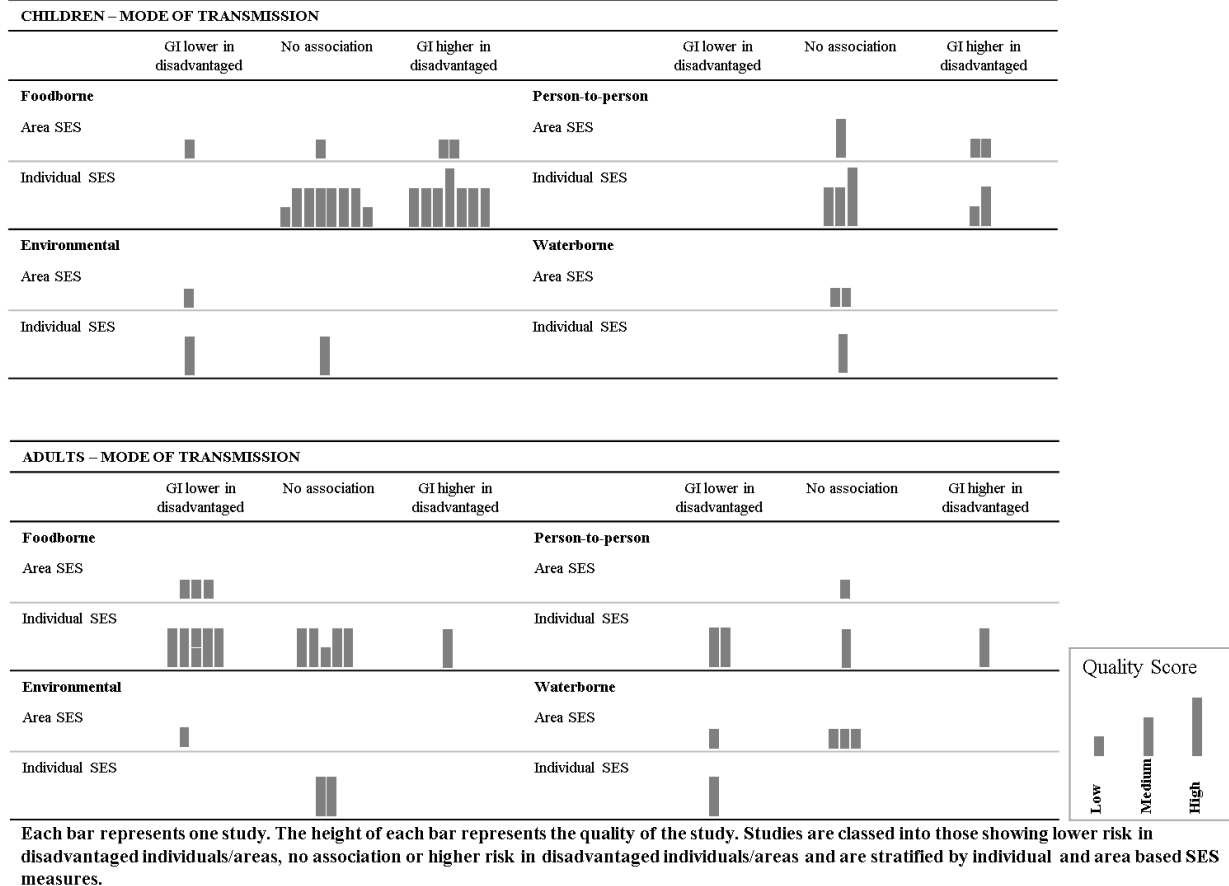 CHILDREN – MODE OF TRANSMISSION
GI lower in disadvantaged
No association
GI higher in disadvantaged
GI lower in disadvantaged
No association
GI higher in disadvantaged
Foodborne
Person-to-person
Area SES
Area SES
Individual SES
Individual SES
Environmental
Waterborne
Area SES
Area SES
Individual SES
Individual SES
ADULTS – MODE OF TRANSMISSION
GI lower in disadvantaged
No association
GI higher in disadvantaged
GI lower in disadvantaged
No association
GI higher in disadvantaged
Foodborne
Person-to-person
Area SES
Area SES
Individual SES
Individual SES
Environmental
Waterborne
Area SES
Area SES
Individual SES
Individual SES
Quality Score
Low
Medium
High
Each bar represents one study. The height of each bar represents the quality of the study. Studies are classed into those showing lower risk in
disadvantaged individuals/areas, no association or higher risk in disadvantaged individuals/areas and are stratified by individual and area based SES
measures.